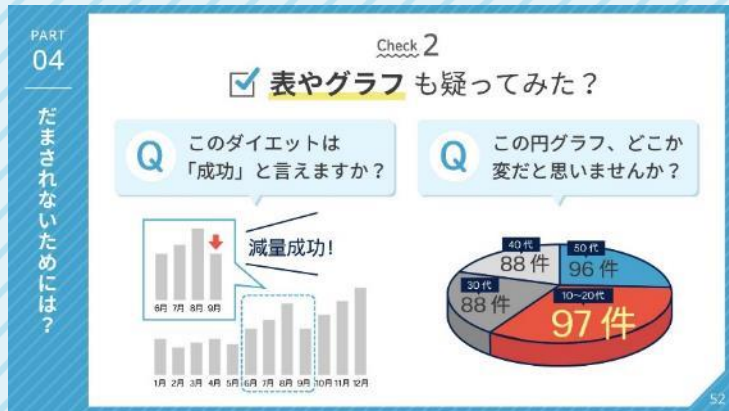 PART
04
だまされないためには？
Check 2
表やグラフ も疑ってみた？
Q
このダイエットは
「成功」と言えますか？
Q
この円グラフ、どこか
変だと思いませんか？
減量成功!
6月 7月 8月 9月
1月 2月 3月 4月 5月 6月 7月 8月 9月 10月 11月 12月
40代
88件
50代
96件
30代
88件
10〜20代
97件
52